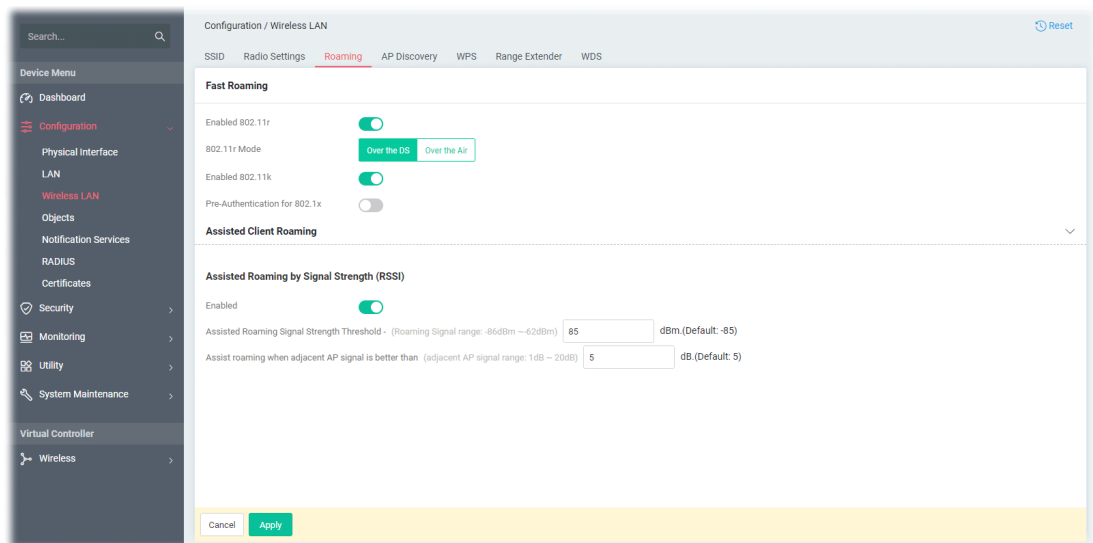 Search...
Device Menu
Dashboard
Configuration
Physical Interface
LAN
Wireless LAN
Objects
Notification Services
RADIUS
Certificates
Security
Monitoring
Utility
System Maintenance
Virtual Controller
Wireless
Configuration / Wireless LAN
Reset
SSID Radio Settings Roaming AP Discovery WPS Range Extender WDS
Fast Roaming
Enabled 802.11r
802.11r Mode Over the DS Over the Air
Enabled 802.11k
Pre-Authentication for 802.1x
Assisted Client Roaming
Assisted Roaming by Signal Strength (RSSI)
Enabled
Assisted Roaming Signal Strength Threshold - (Roaming Signal range: -86dBm ~-62dBm) 85 dBm.(Default: -85)
Assist roaming when adjacent AP signal is better than (adjacent AP signal range: 1dB ~ 20dB) 5 dB.(Default: 5)
Cancel Apply